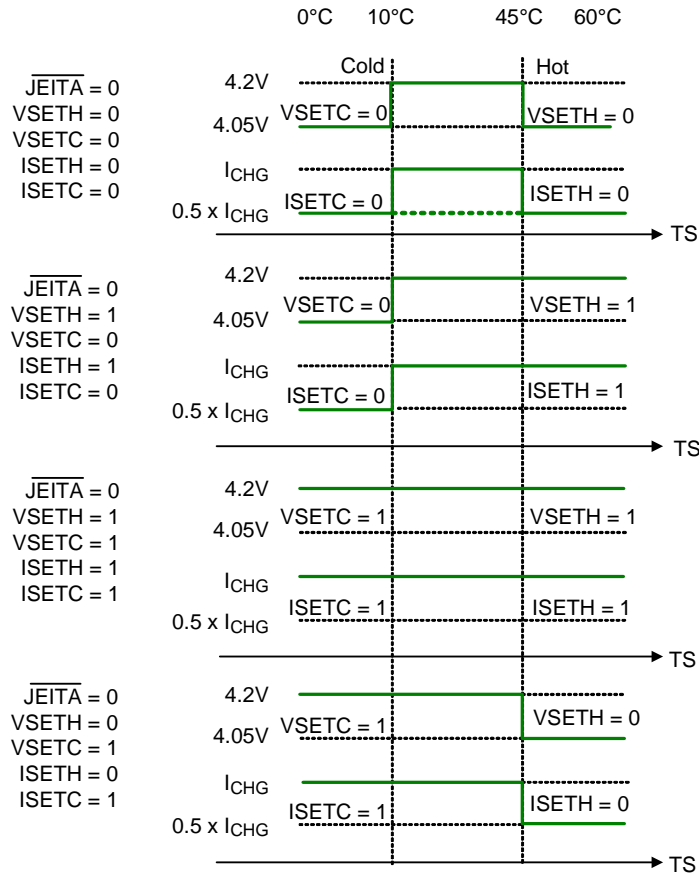 0°C 10°C 45°C 60°C
Cold Hot
JEITA = 0
VSETH = 0
VSETC = 0
ISETH = 0
ISETC = 0
4.2V
VSETC = 0 VSETH = 0
4.05V
ICHG
ISETC = 0 ISETH = 0
0.5 x ICHG
TS
JEITA = 0
VSETH = 1
VSETC = 0
ISETH = 1
ISETC = 0
4.2V
VSETC = 0 VSETH = 1
4.05V
ICHG
ISETC = 0 ISETH = 1
0.5 x ICHG
TS
JEITA = 0
VSETH = 1
VSETC = 1
ISETH = 1
ISETC = 1
4.2V
VSETC = 1 VSETH = 1
4.05V
ICHG
ISETC = 1 ISETH = 1
0.5 x ICHG
TS
JEITA = 0
VSETH = 0
VSETC = 1
ISETH = 0
ISETC = 1
4.2V
VSETC = 1 VSETH = 0
4.05V
ICHG
ISETC = 1 ISETH = 0
0.5 x ICHG
TS